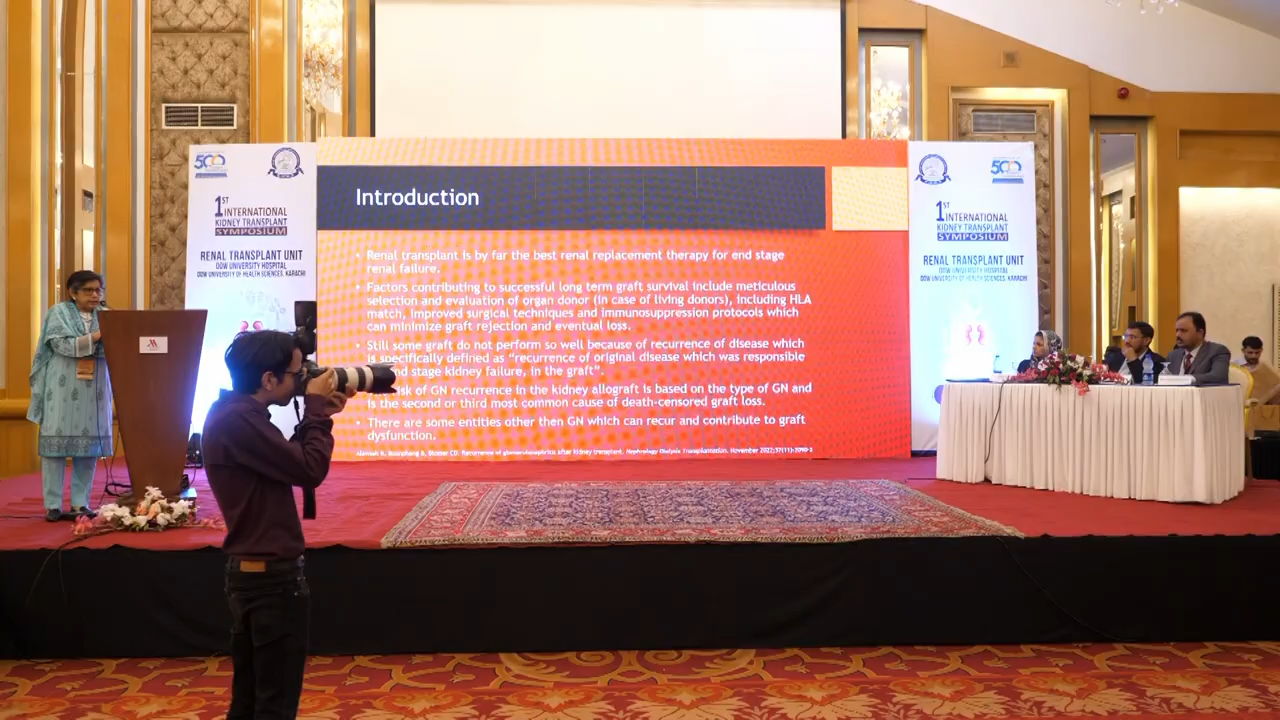 Introduction
• Renal transplant is by far the best renal replacement therapy for end stage
renal failure.
• Factors contributing to successful long term graft survival include meticulous
selection and evaluation of organ donor (in case of living donors), including HLA
match, improved surgical techniques and immunosuppression protocols which
can minimize graft rejection and eventual loss.
• Still some graft do not perform so well because of recurrence of disease which
is specifically defined as "recurrence of original disease which was responsible
end stage kidney failure, in the graft".
risk of GN recurrence in the kidney allograft is based on the type of GN and
is the second or third most common cause of death-censored graft loss.
• There are some entities other then GN which can recur and contribute to graft
dysfunction.
Recurrence of glomerulonephritis after kidney transplant. Nephrology Dialysis Transplantation. November 2022;37(11)
500
1ST
INTERNATIONAL
KIDNEY TRANSPLANT
SYMPOSIUM
RENAL TRANSPLANT UNIT
DOW UNIVERSITY HOSPITAL
DOW UNIVERSITY OF HEALTH SCIENCES, KARACHI
500
1ST
INTERNATIONAL
KIDNEY TRANSPLANT
SYMPOSIUM
RENAL TRANSPLANT UNIT
DOW UNIVERSITY HOSPITAL
DOW UNIVERSITY OF HEALTH SCIENCES, KARACHI